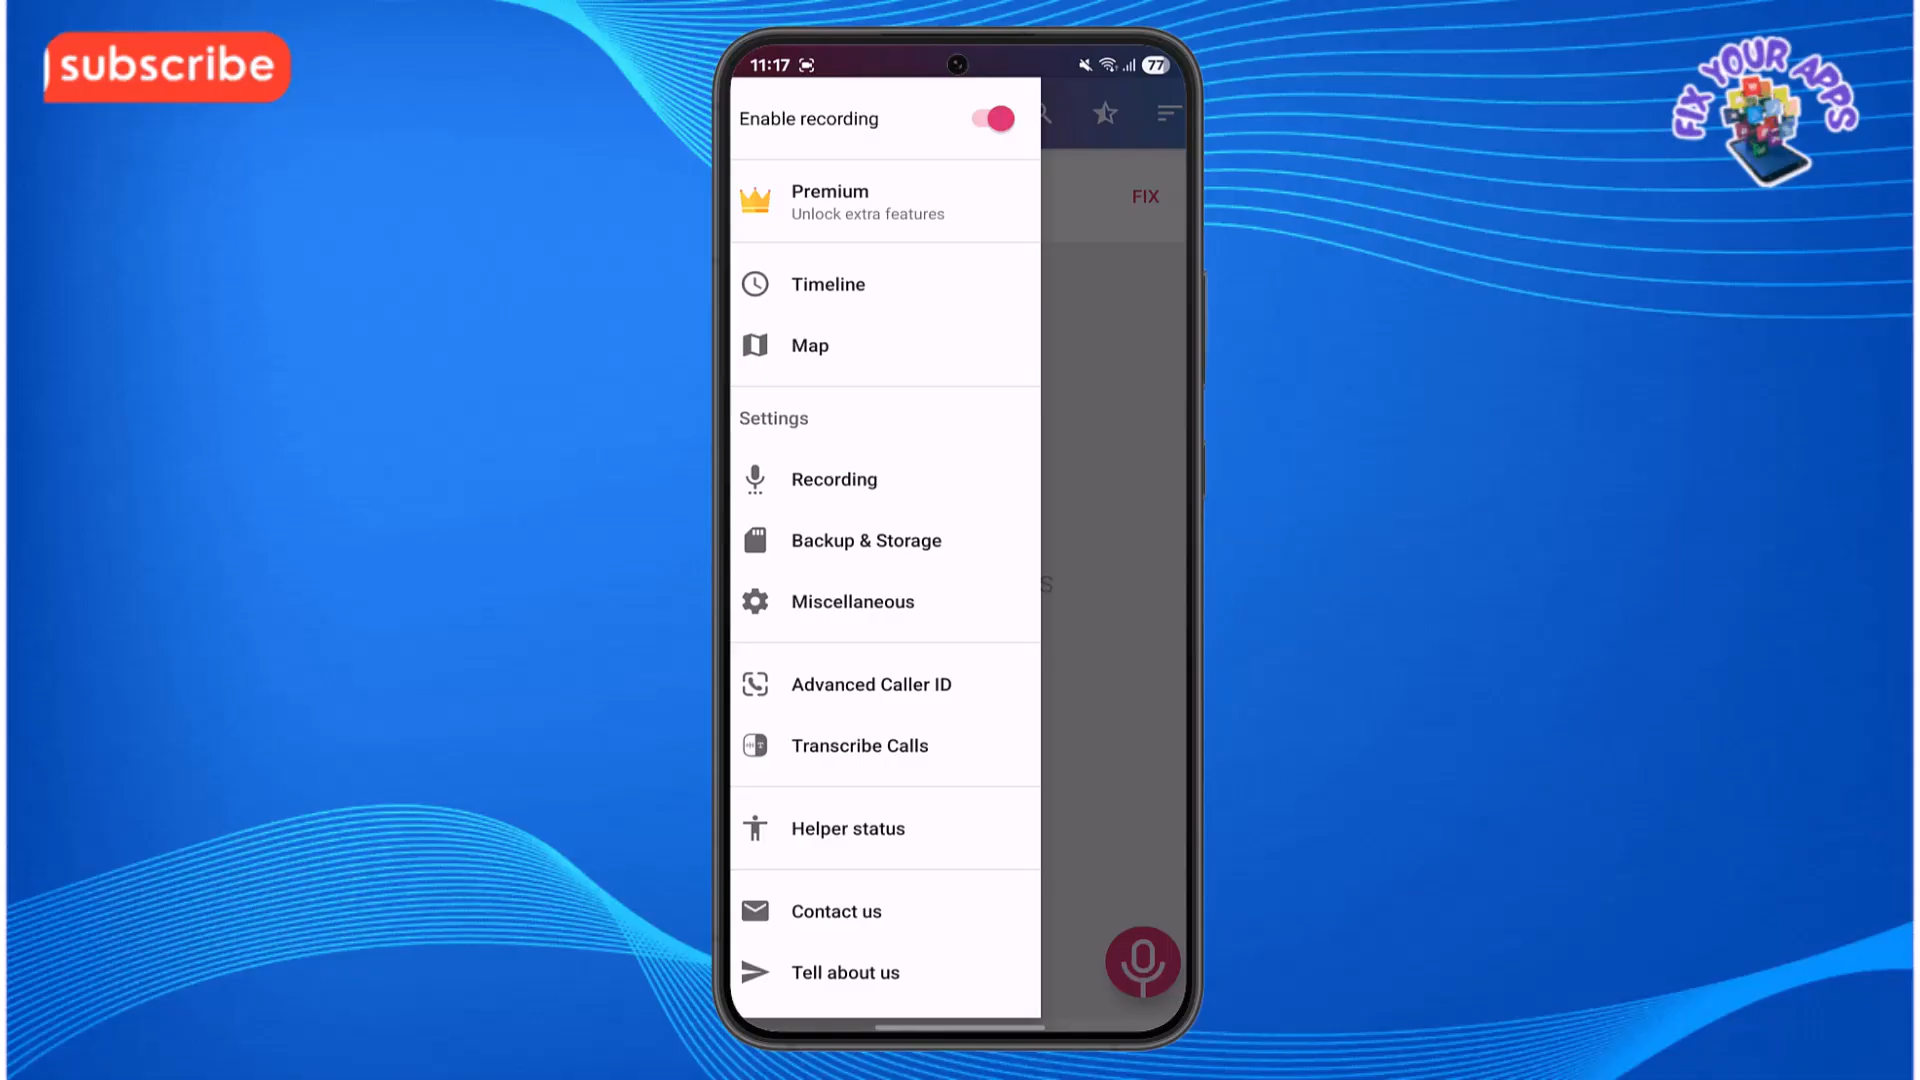 subscribe
FIX YOUR APPS
11:17
77
Enable recording
Premium
Unlock extra features
FIX
Timeline
Map
Settings
Recording
Backup & Storage
S
Miscellaneous
Advanced Caller ID
Transcribe Calls
Helper status
Contact us
Tell about us